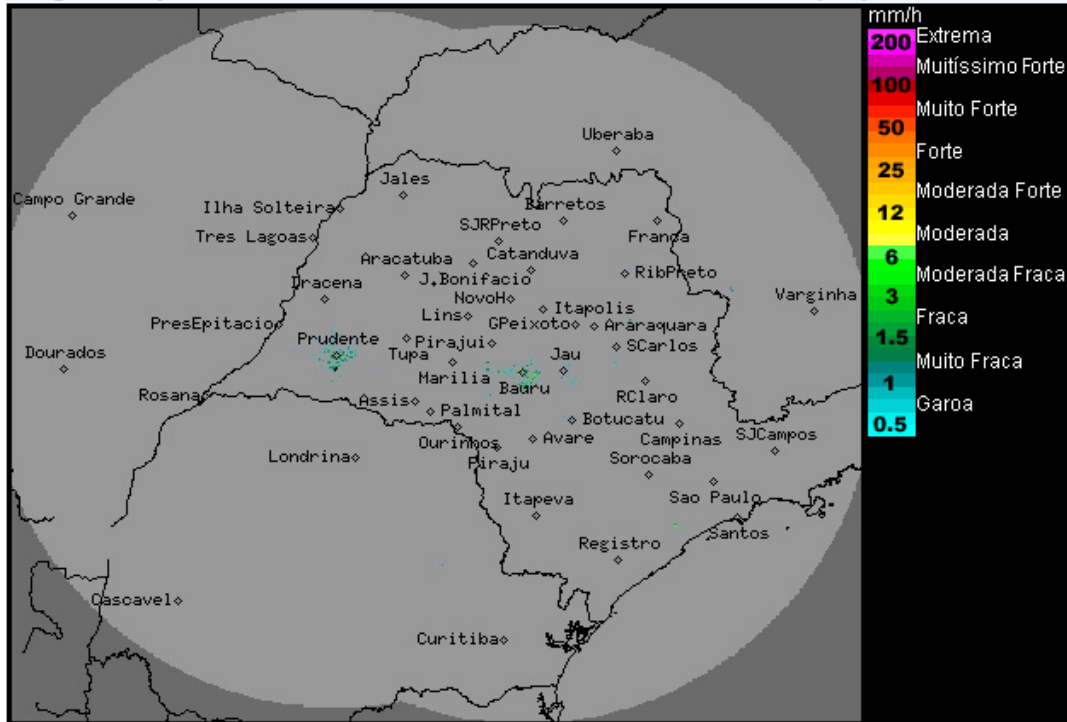 mm/h
200 Extrema
Muitíssimo Forte
100
Muito Forte
50
Forte
25
Moderada Forte
12
Moderada
6
Moderada Fraca
3
Fraca
1.5
Muito Fraca
1
Garoa
0.5
Uberaba
Jales
Campo Grande
Ilha Solteira
Barretos
SJRPreto
Franca
Tres Lagoas
Aracatuba
Catanduva
J.Bonifacio
RibPreto
Dracena
NovoH
Varginha
Lins
Itapolis
PresEpitacio
GPeixoto
Araraquara
Prudente
Pirajui
SCarlos
Dourados
Tupa
Jau
Marilia
Bauru
Rosana
Assis
RClaro
Palmital
Botucatu
Ourinhos
Avare
Campinas
SJCampos
Londrina
Piraju
Sorocaba
Itapeva
Sao Paulo
Santos
Registro
Cascavel
Curitiba